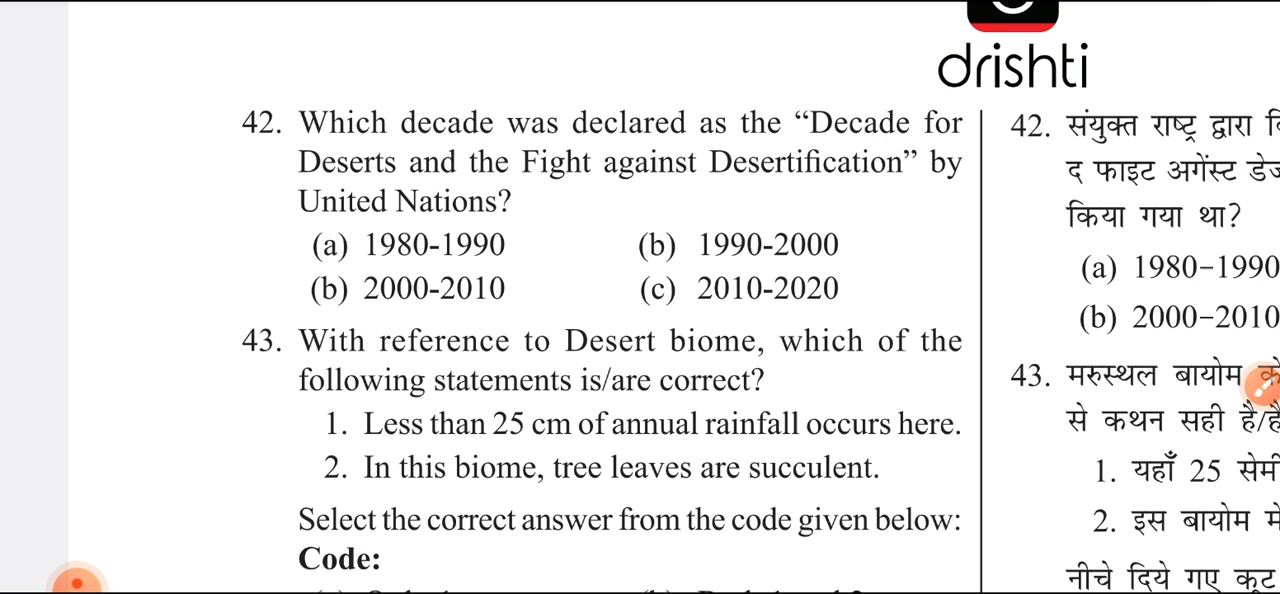 drishti
42. Which decade was declared as the “Decade for
Deserts and the Fight against Desertification” by
United Nations?
(a) 1980-1990 (b) 1990-2000
(b) 2000-2010 (c) 2010-2020
43. With reference to Desert biome, which of the
following statements is/are correct?
1. Less than 25 cm of annual rainfall occurs here.
2. In this biome, tree leaves are succulent.
Select the correct answer from the code given below:
Code:
42. संयुक्त राष्ट्र द्वारा
द फाइट अगेंस्ट
किया गया था?
(a) 1980-1990
(b) 2000-2010
43. मरुस्थल बायोम
से कथन सही
1. यहाँ 25
2. इस बायोम
नीचे दिये गए कूट